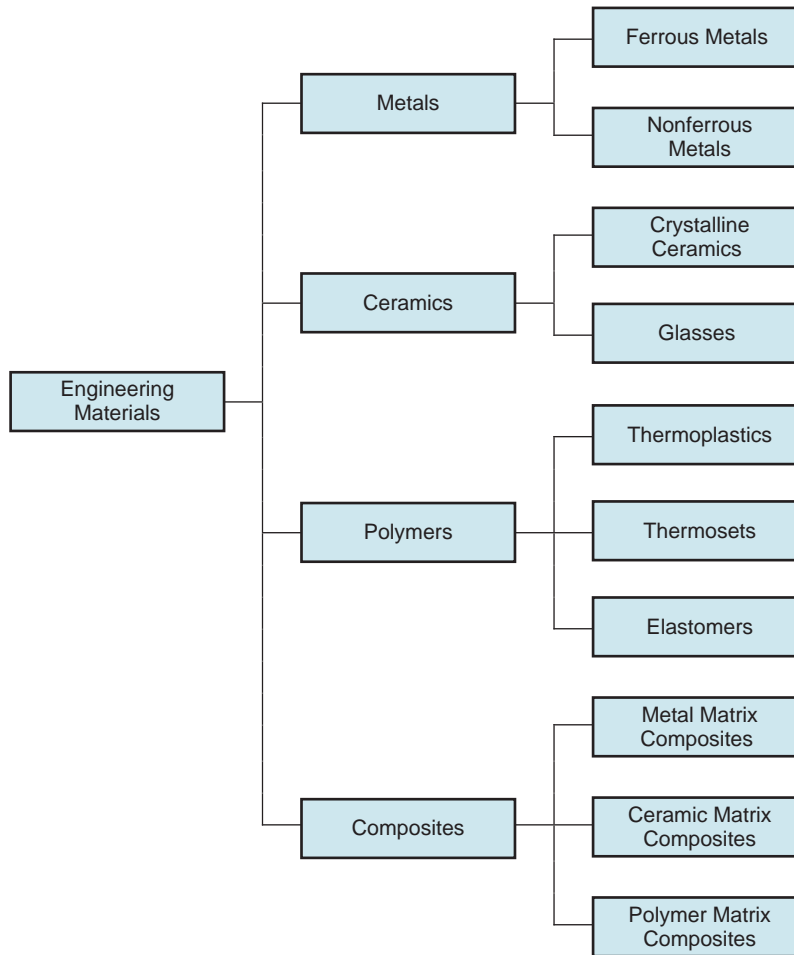 Ferrous Metals
Metals
Nonferrous
Metals
Crystalline
Ceramics
Ceramics
Glasses
Engineering
Materials
Thermoplastics
Polymers
Thermosets
Elastomers
Metal Matrix
Composites
Composites
Ceramic Matrix
Composites
Polymer Matrix
Composites